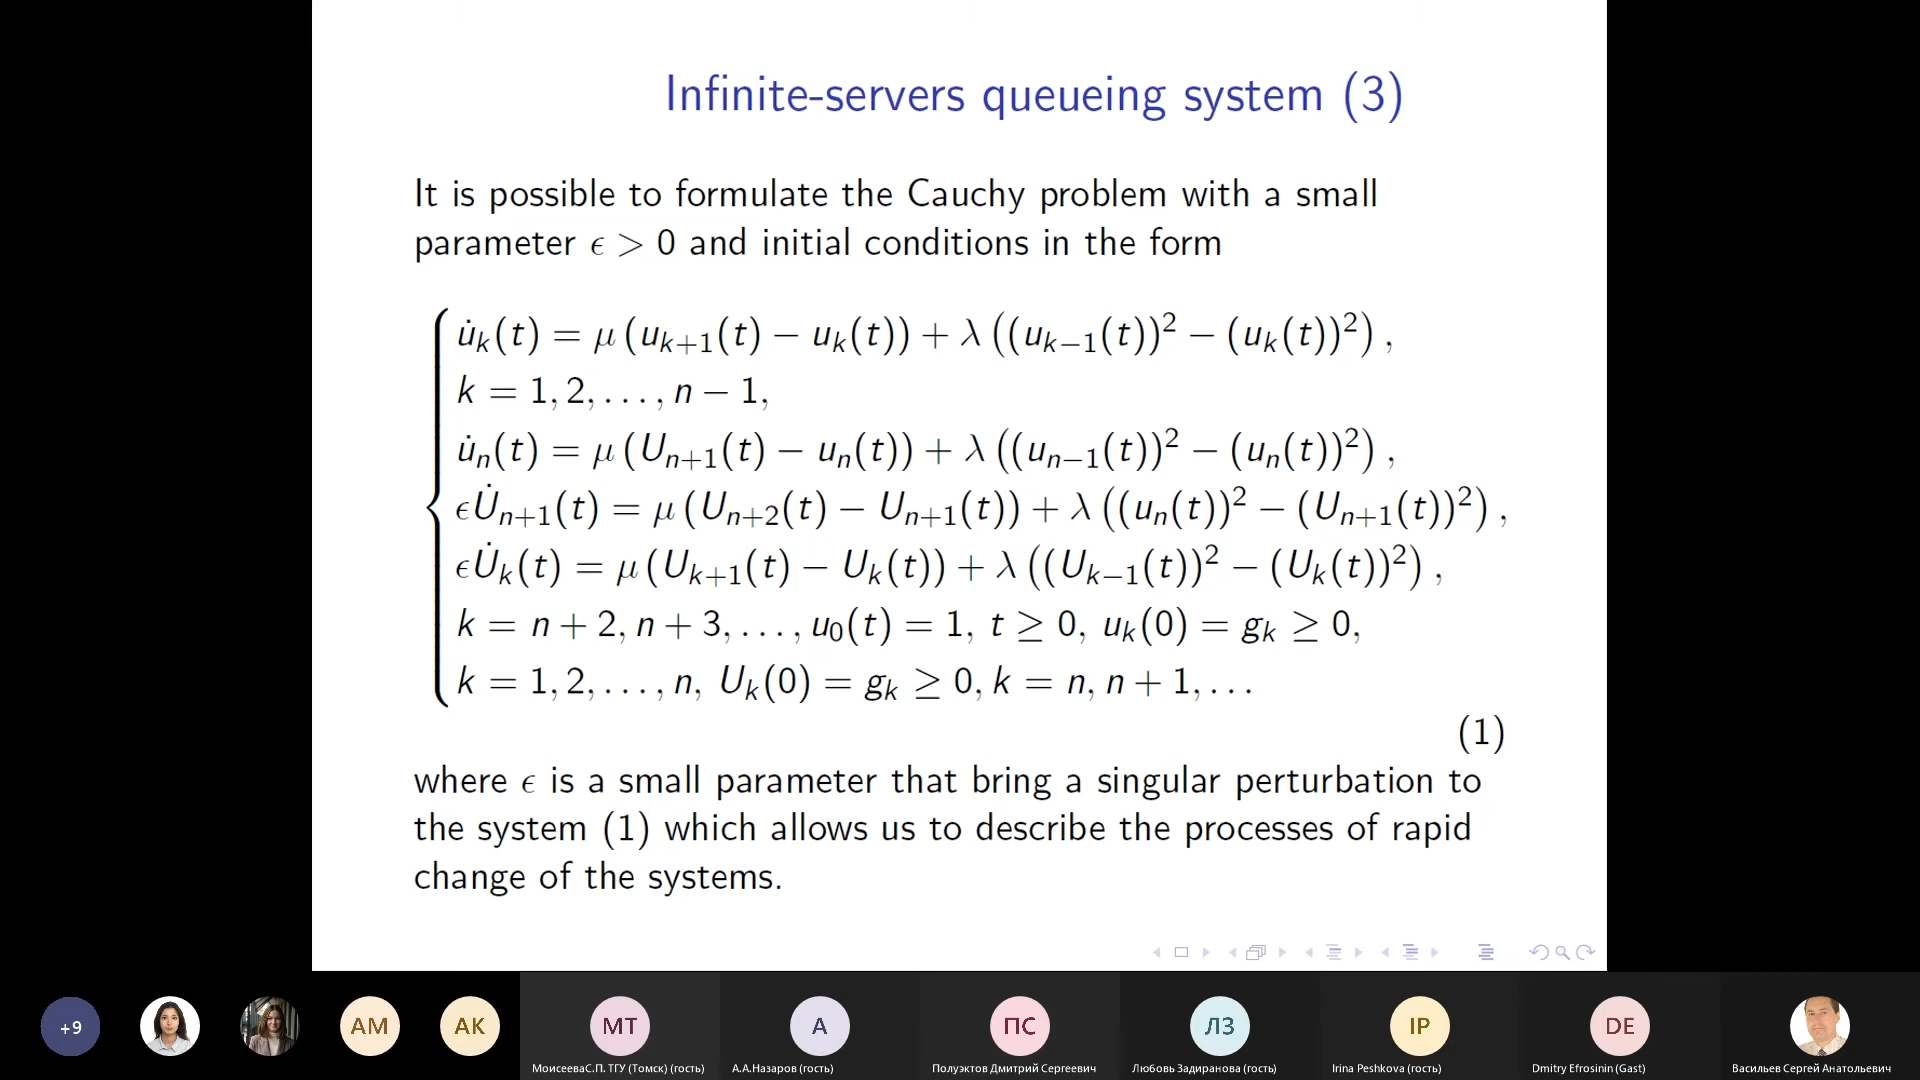 Infinite-servers queueing system (3)
It is possible to formulate the Cauchy problem with a small
parameter ϵ > 0 and initial conditions in the form
u̇ₖ(t) = μ (uₖ₊₁(t) − uₖ(t)) + λ ((uₖ₋₁(t))² − (uₖ(t))²) ,
k = 1, 2, . . . , n − 1,
u̇ₙ(t) = μ (Uₙ₊₁(t) − uₙ(t)) + λ ((uₙ₋₁(t))² − (uₙ(t))²) ,
ϵU̇ₙ₊₁(t) = μ (Uₙ₊₂(t) − Uₙ₊₁(t)) + λ ((uₙ(t))² − (Uₙ₊₁(t))²) ,
ϵU̇ₖ(t) = μ (Uₖ₊₁(t) − Uₖ(t)) + λ ((Uₖ₋₁(t))² − (Uₖ(t))²) ,
k = n + 2, n + 3, . . . , u₀(t) = 1, t ≥ 0, uₖ(0) = gₖ ≥ 0,
k = 1, 2, . . . , n, Uₖ(0) = gₖ ≥ 0, k = n, n + 1, . . .
(1)
where ϵ is a small parameter that bring a singular perturbation to
the system (1) which allows us to describe the processes of rapid
change of the systems.
+9
AM
AK
МТ
А
ПС
ЛЗ
IP
DE
МоисееваС.П. ТГУ (Томск) (гость)
А.А.Назаров (гость)
Полуэктов Дмитрий Сергеевич
Любовь Задиранова (гость)
Irina Peshkova (гость)
Dmitry Efrosinin (Gast)
Васильев Сергей Анатольевич